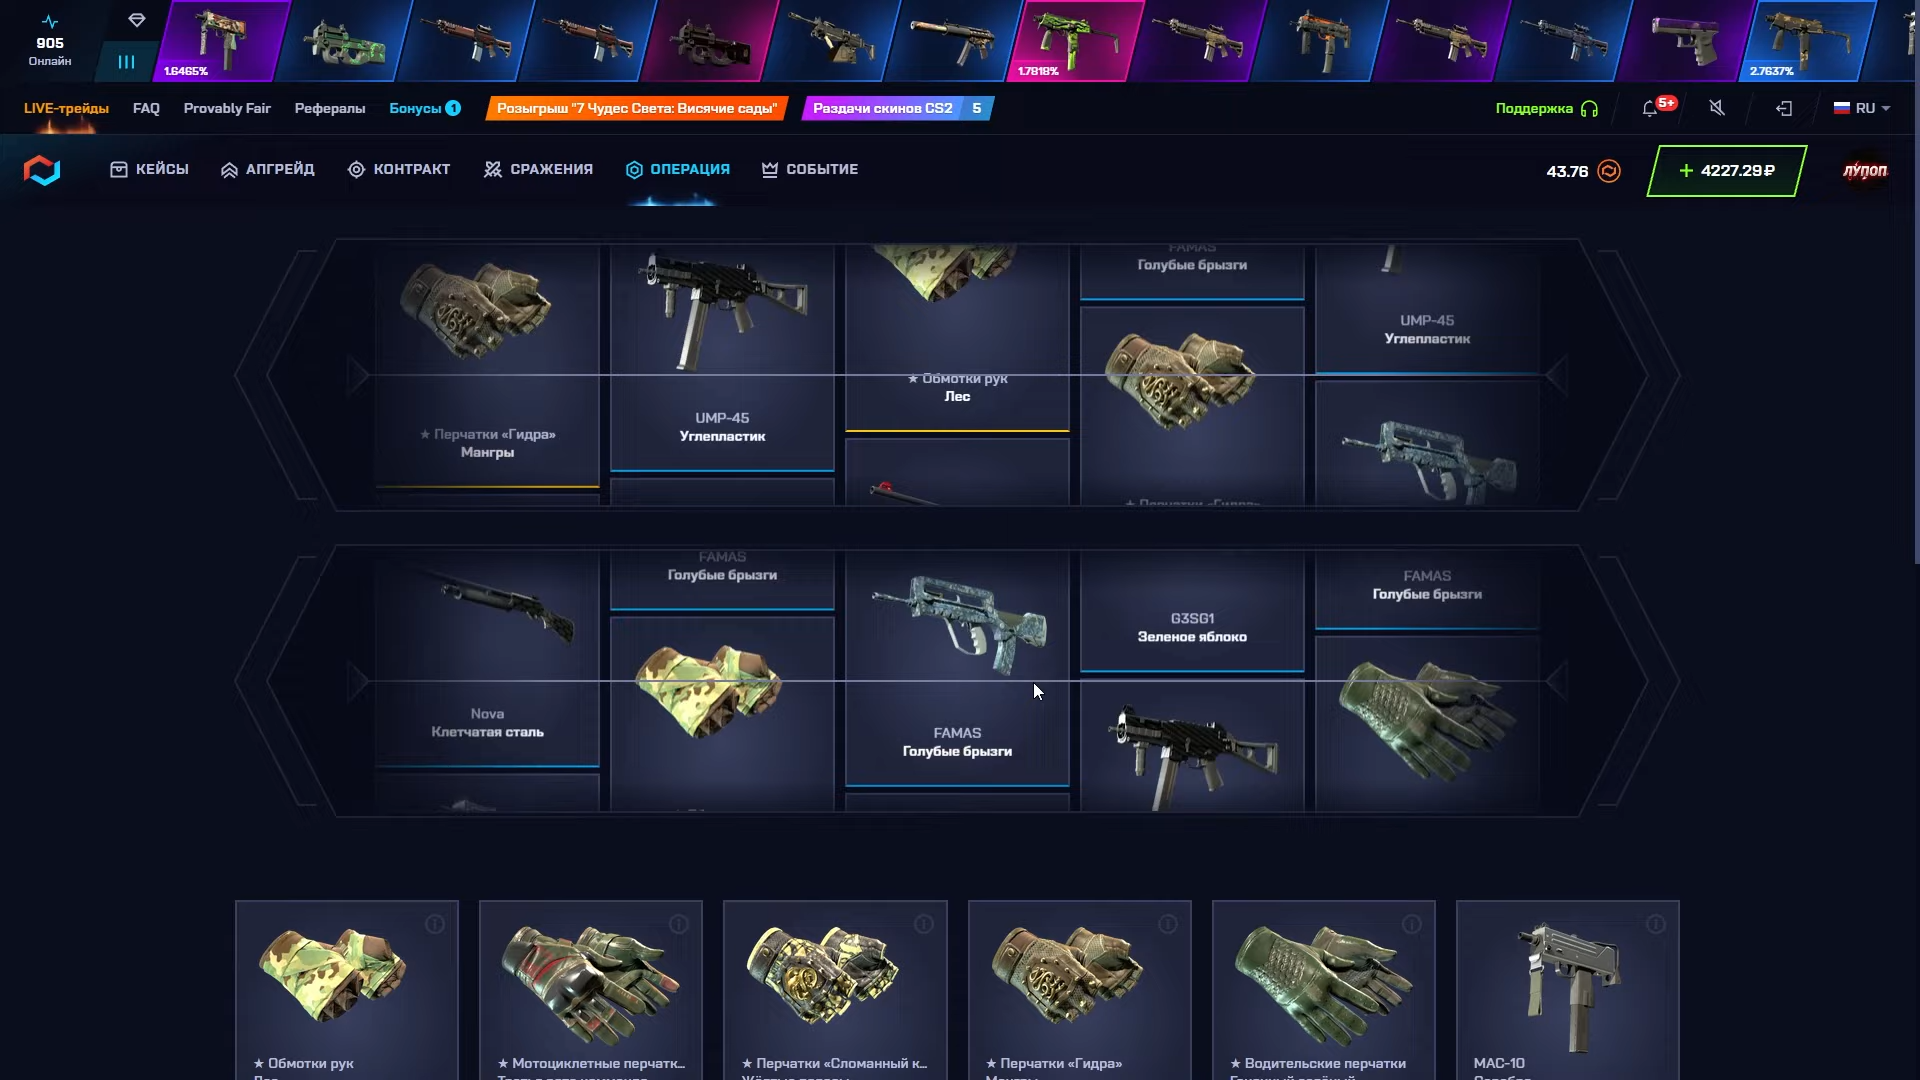 905
Онлайн
1.6465%
1.7818%
2.7637%
LIVE-трейды
FAQ
Provably Fair
Рефералы
Бонусы 1
Розыгрыш "7 Чудес Света: Висячие сады"
Раздачи скинов CS2 5
Поддержка
5+
RU
КЕЙСЫ
АПГРЕЙД
КОНТРАКТ
СРАЖЕНИЯ
ОПЕРАЦИЯ
СОБЫТИЕ
43.76
+ 4227.29₽
ЛУПОП
★ Перчатки «Гидра»
Мангры
UMP-45
Углепластик
★ Обмотки рук
Лес
FAMAS
Голубые брызги
★ Перчатки «Гидра»
UMP-45
Углепластик
Nova
Клетчатая сталь
FAMAS
Голубые брызги
FAMAS
Голубые брызги
G3SG1
Зеленое яблоко
FAMAS
Голубые брызги
★ Обмотки рук
★ Мотоциклетные перчатк...
★ Перчатки «Сломанный к...
★ Перчатки «Гидра»
★ Водительские перчатки
MAC-10